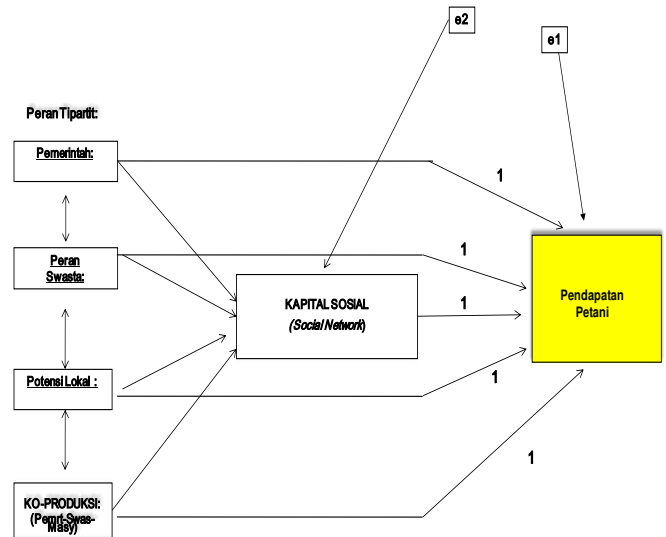 e2
e1
Peran Tipartit:
Pemerintah:
1
Peran
Swasta:
1
KAPITAL SOSIAL
(Social Network)
1
Pendapatan
Petani
Potensi Lokal :
1
1
KO-PRODUKSI:
(Pemrt-Swas-
Masy)